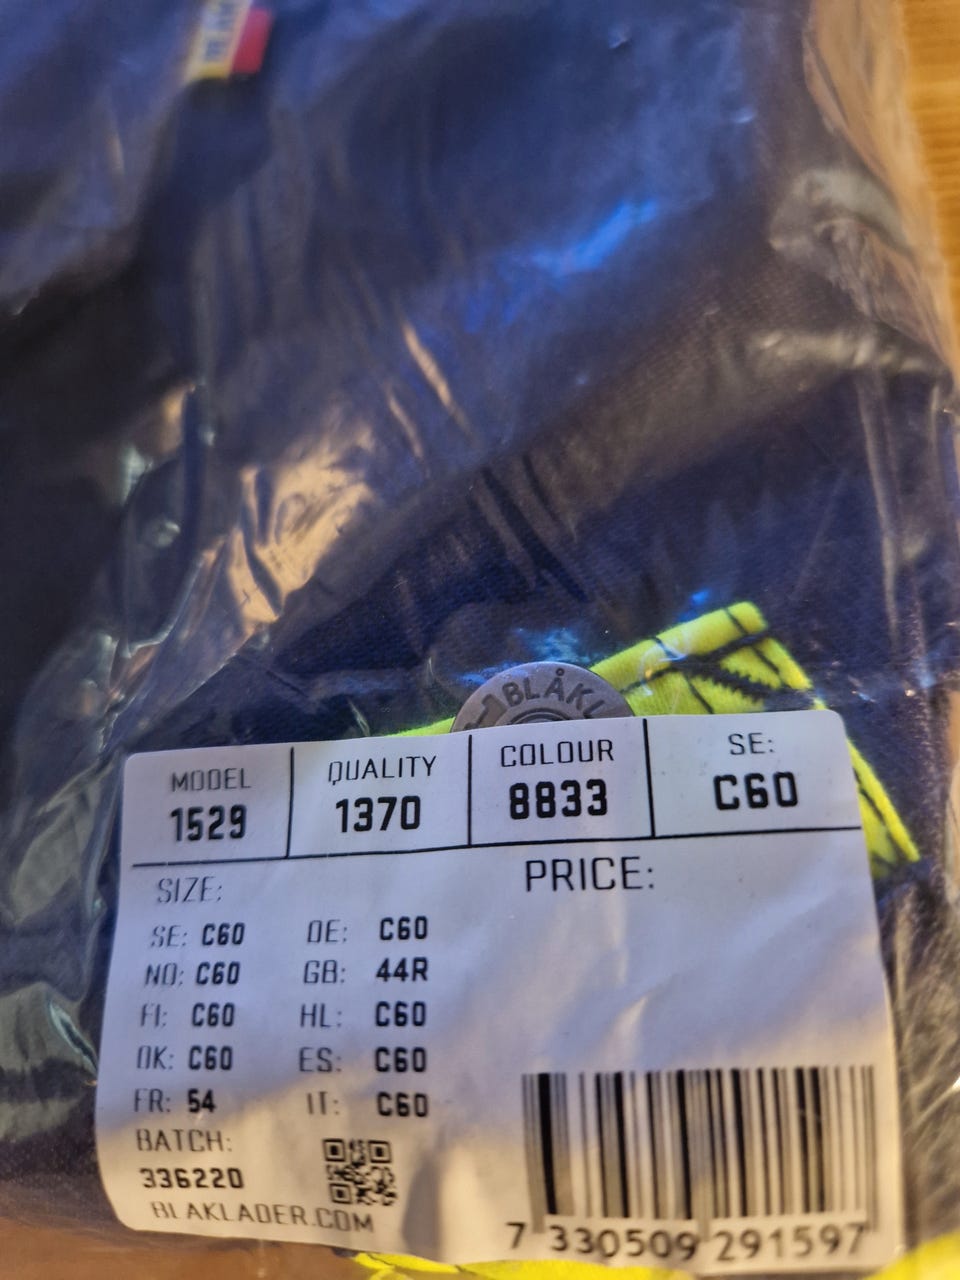 BLÅKL
MODEL QUALITY COLOUR SE:
1529 1370 8833 C60
SIZE: PRICE:
SE: C60 DE: C60
NO: C60 GB: 44R
FI: C60 HL: C60
DK: C60 ES: C60
FR: 54 IT: C60
BATCH:
336220
BLAKLADER.COM
7 330509 291597